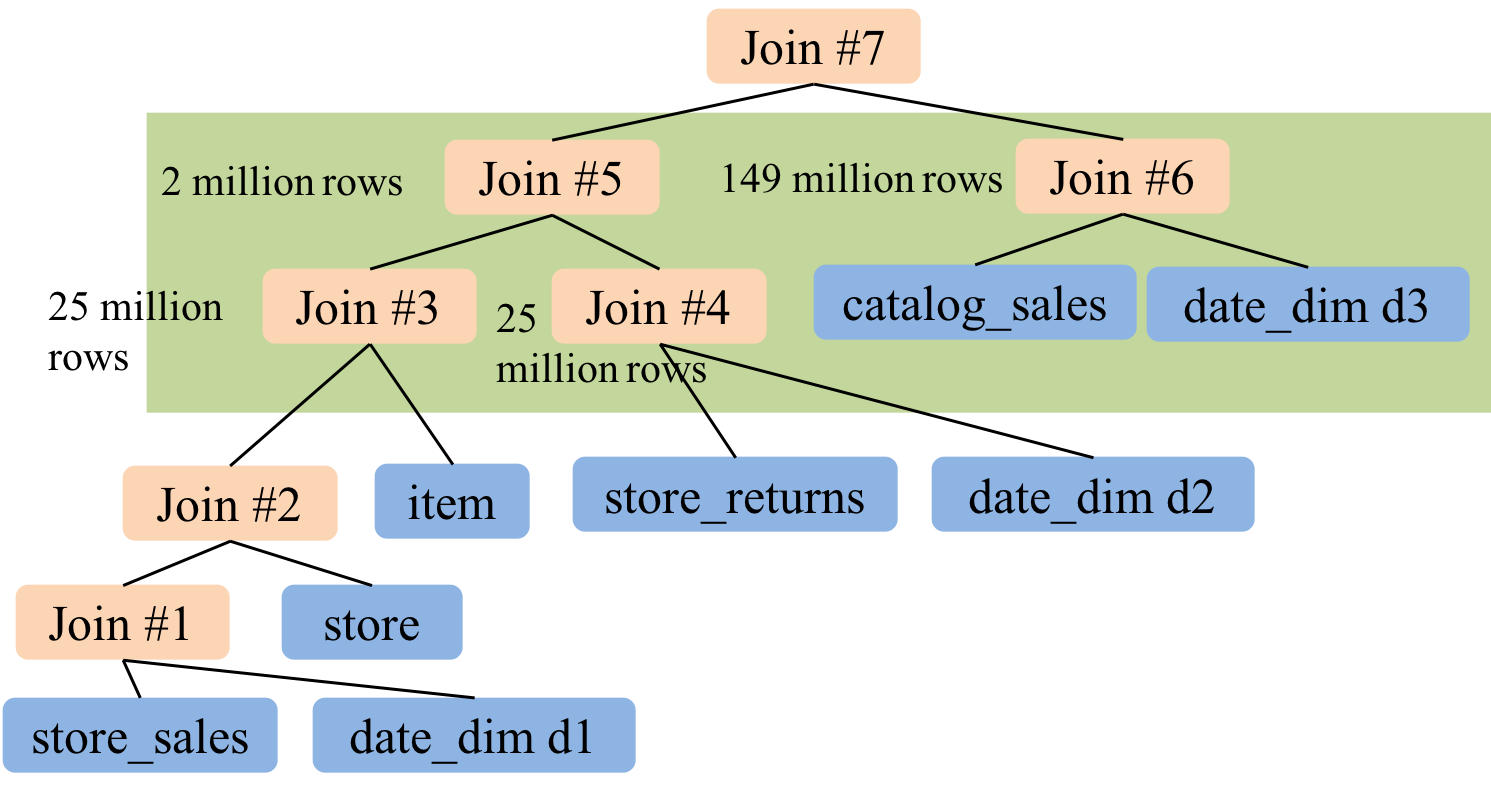 Join #7
2 million rows
Join #5
149 million rows
Join #6
25 million
rows
Join #3
25
million rows
Join #4
catalog_sales
date_dim d3
Join #2
item
store_returns
date_dim d2
Join #1
store
store_sales
date_dim d1